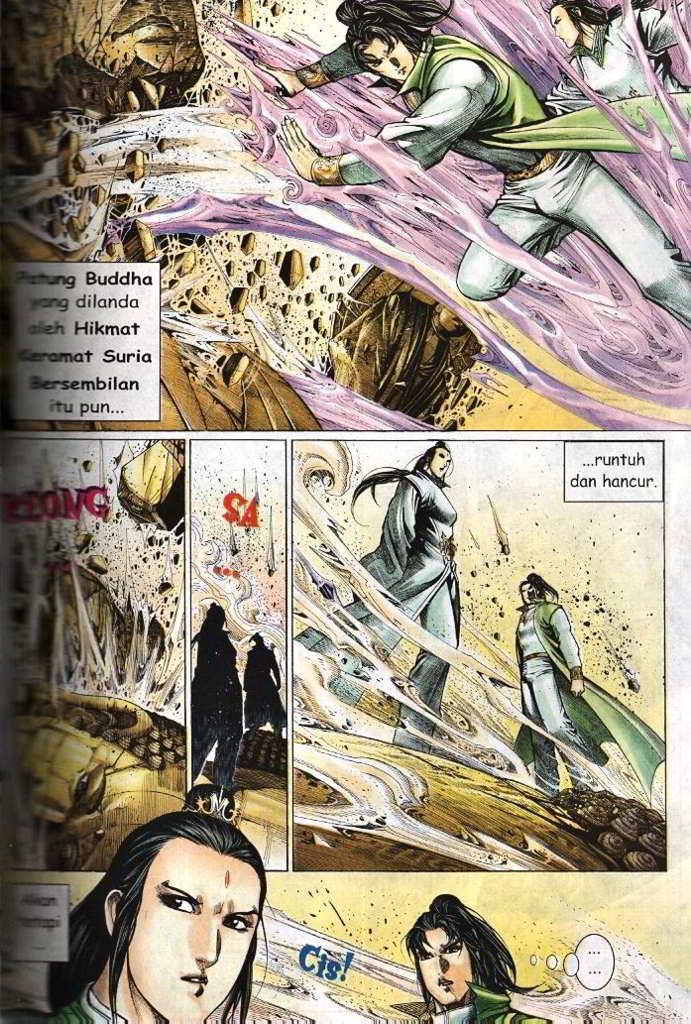 Patung Buddha
yang dilanda
oleh Hikmat
Keramat Suria
Bersembilan
itu pun...
...runtuh
dan hancur.
SA
...
Cis!
...
...